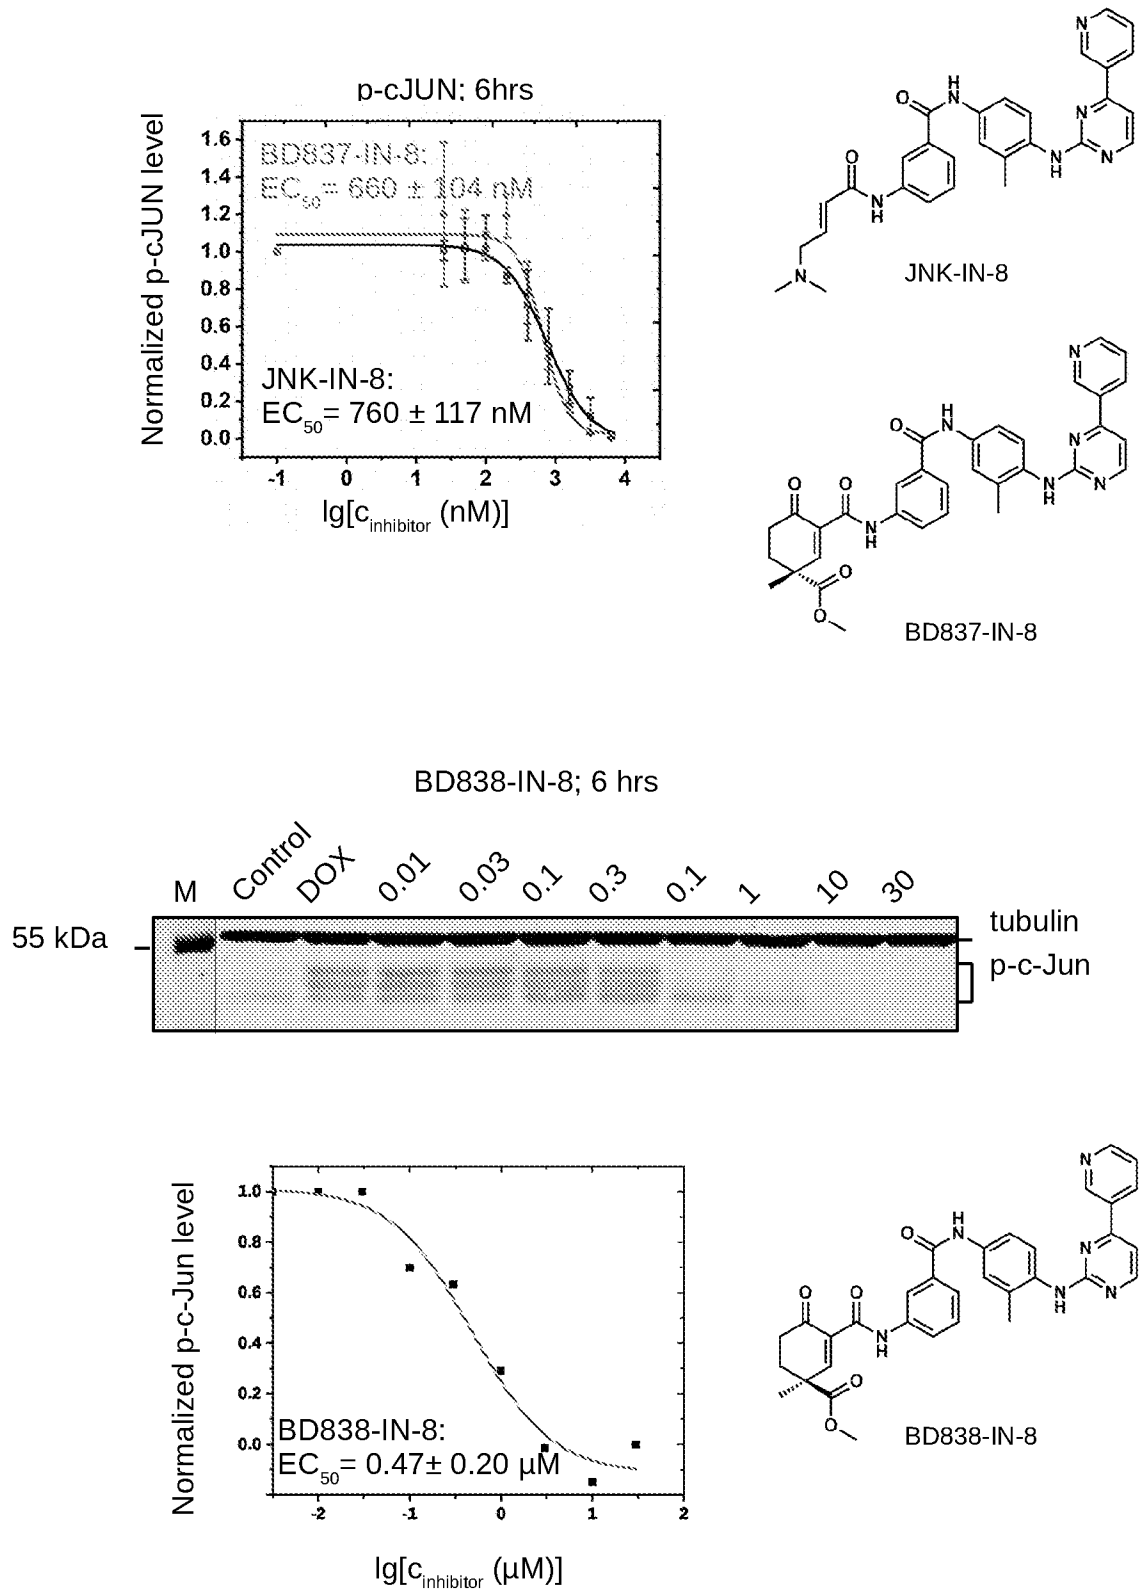 p-cJUN; 6hrs
Normalized p-cJUN level
1.6
1.4
1.2
1.0
0.8
0.6
0.4
0.2
0.0
BD837-IN-8:
EC50= 660 ± 104 nM
JNK-IN-8:
EC50= 760 ± 117 nM
-1 0 1 2 3 4
lg[cinhibitor (nM)]
N
N
N
N
H
H
N
O
O
N
H
N
JNK-IN-8
N
N
N
N
H
H
N
O
O
O
N
H
O
O
BD837-IN-8
BD838-IN-8; 6 hrs
M Control DOX 0.01 0.03 0.1 0.3 0.1 1 10 30
55 kDa
tubulin
p-c-Jun
Normalized p-c-Jun level
1.0
0.8
0.6
0.4
0.2
0.0
BD838-IN-8:
EC50= 0.47± 0.20 µM
-2 -1 0 1 2
lg[cinhibitor (µM)]
N
N
N
N
H
H
N
O
O
O
N
H
O
O
BD838-IN-8